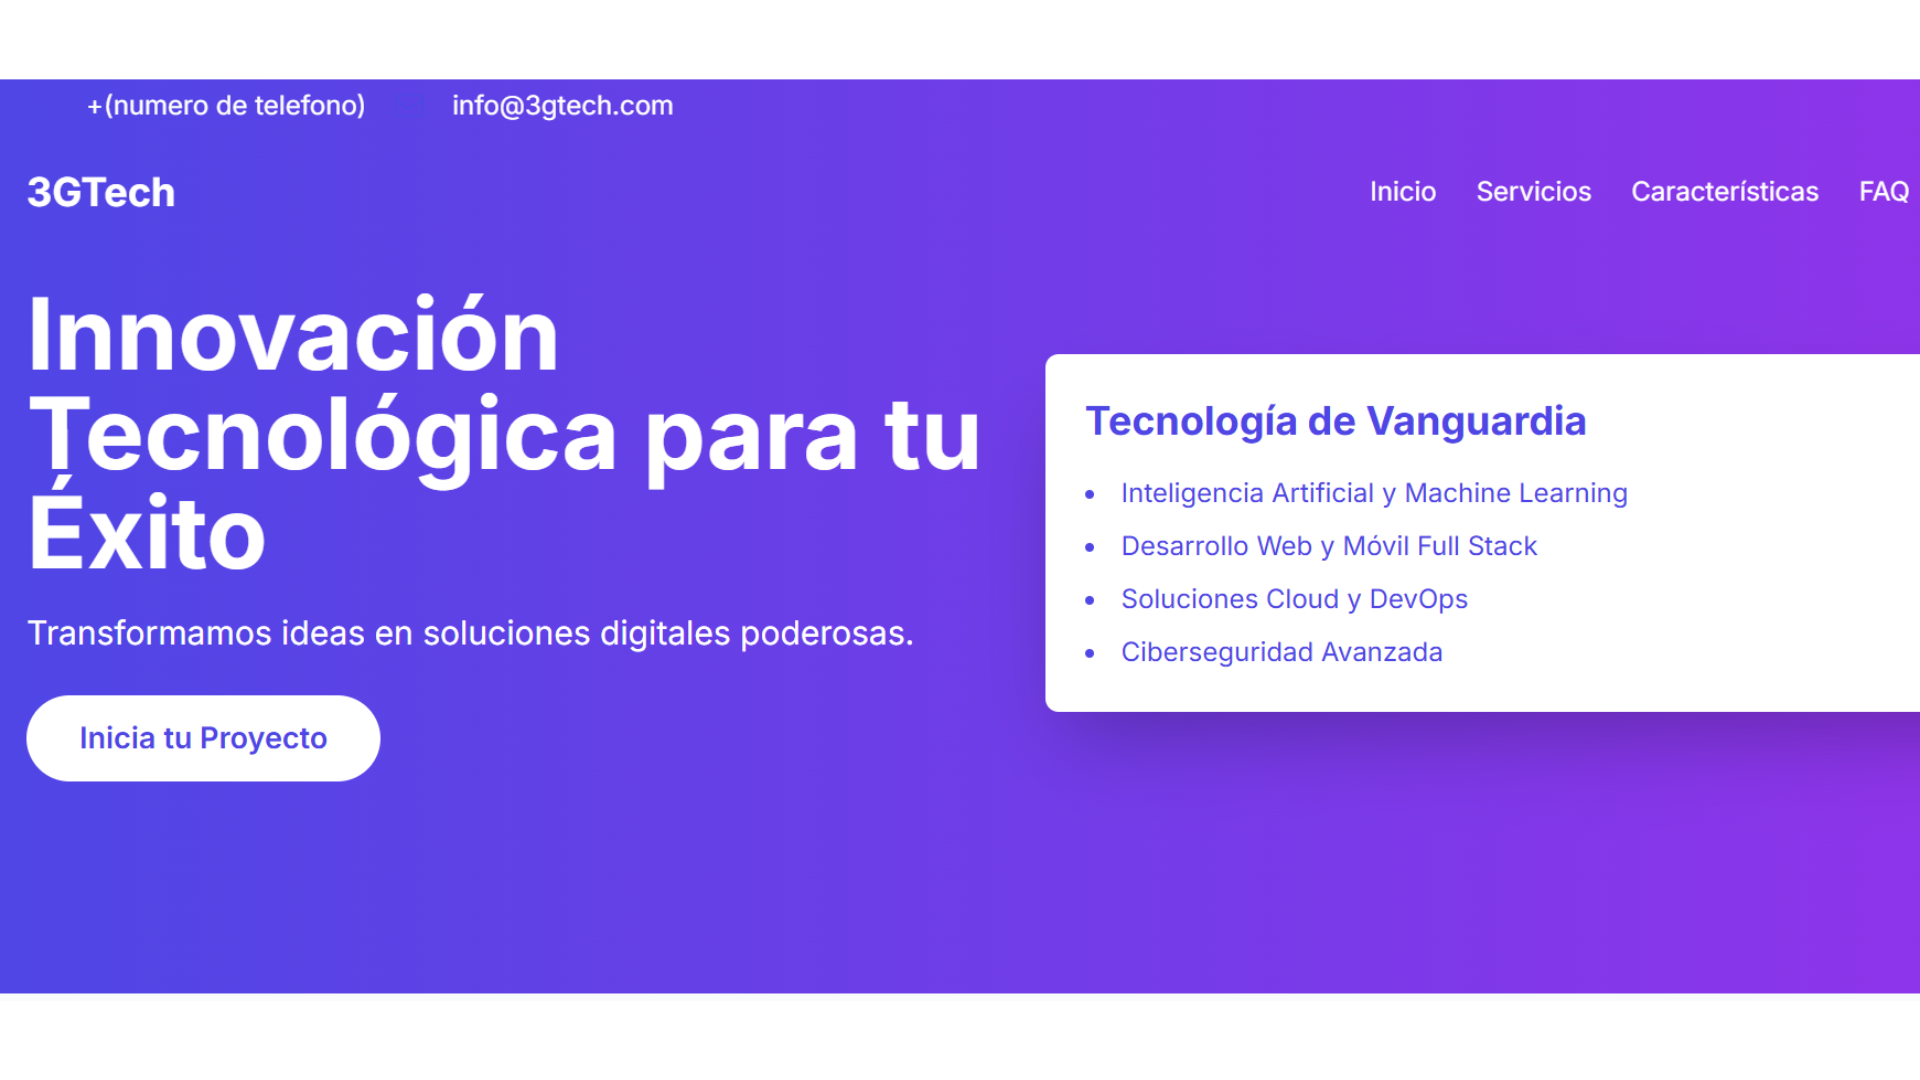 +(numero de telefono) info@3gtech.com
3GTech
Inicio Servicios Características FAQ
Innovación
Tecnológica para tu
Éxito
Transformamos ideas en soluciones digitales poderosas.
Inicia tu Proyecto
Tecnología de Vanguardia
• Inteligencia Artificial y Machine Learning
• Desarrollo Web y Móvil Full Stack
• Soluciones Cloud y DevOps
• Ciberseguridad Avanzada